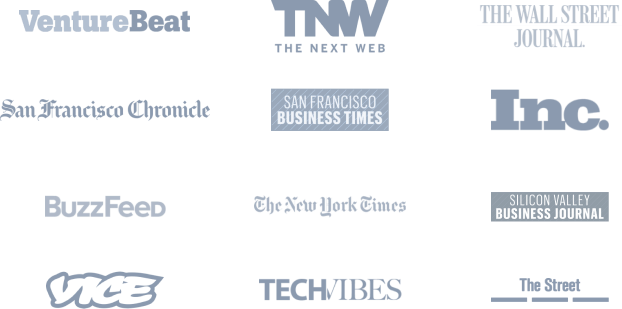 VentureBeat
TNW
THE NEXT WEB
THE WALL STREET
JOURNAL.
San Francisco Chronicle
SAN FRANCISCO
BUSINESS TIMES
Inc.
BUZZFEED
The New York Times
SILICON VALLEY
BUSINESS JOURNAL
VICE
TECHVIBES
The Street